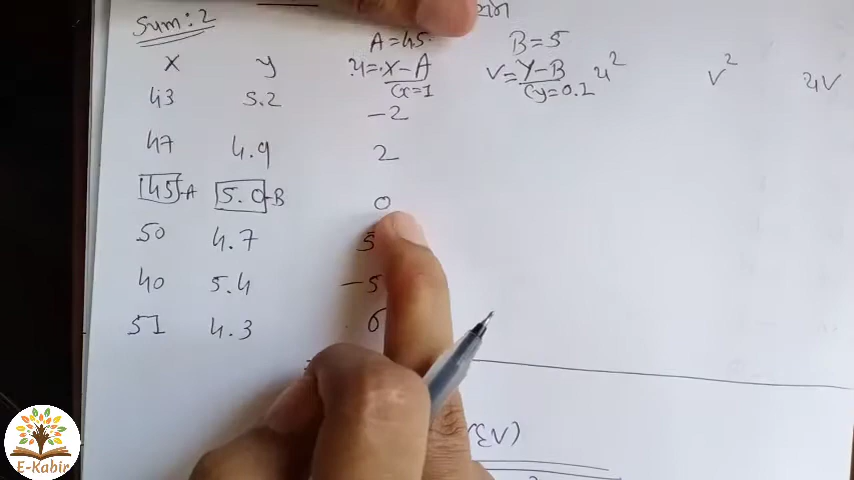 Sum: 2
A=45. B=5
x y u=x-A/Cx=1 v=y-B/Cy=0.1 u² v² uv
43 5.2 -2
47 4.9 2
45-A 5.0-B 0
50 4.7 5
40 5.4 -5
51 4.3 6
(ΣV)
E-Kabir